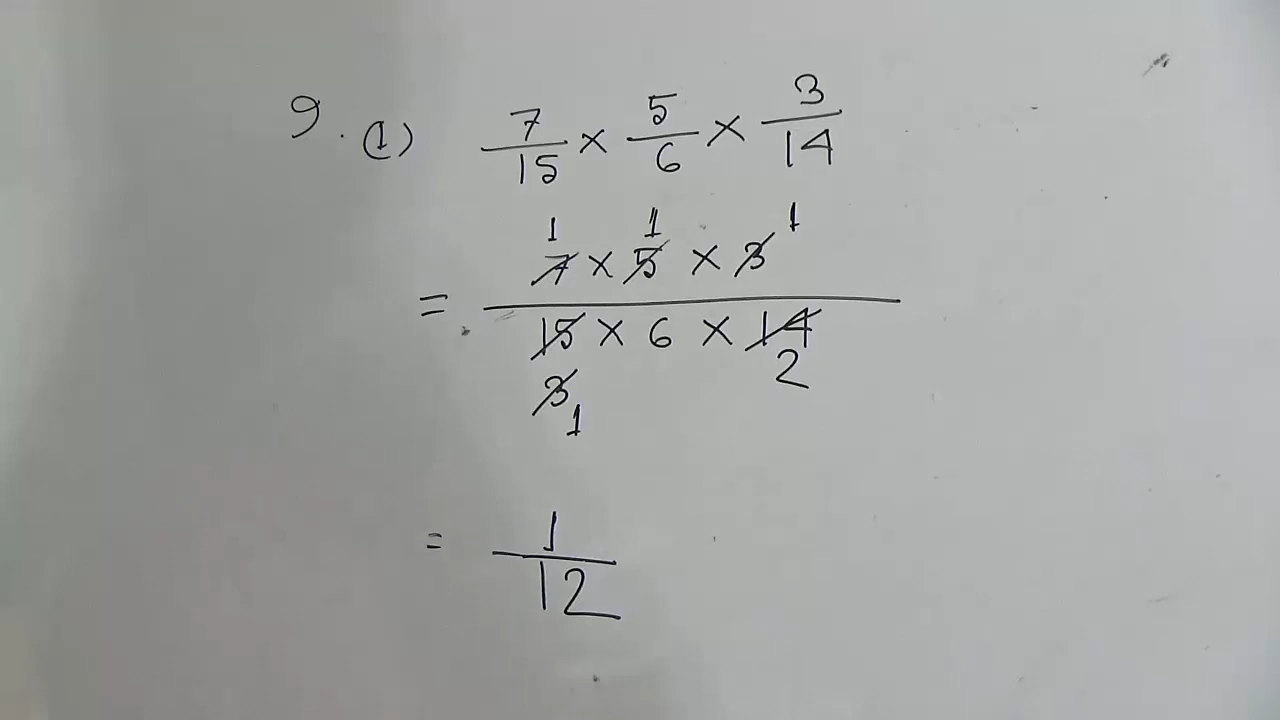 9. (1) 7/15 × 5/6 × 3/14
1 1 1
= 7 × 5 × 3 / 15 × 6 × 14
3 1 2
= 1/12